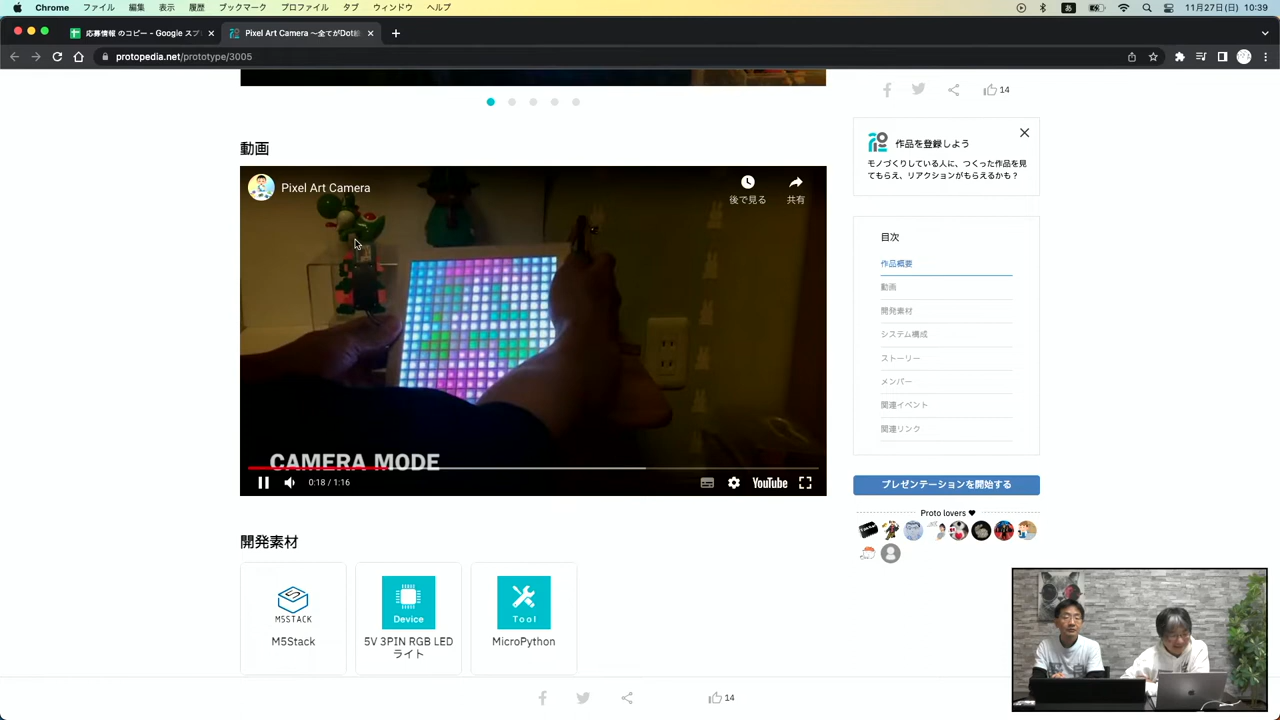 Chrome ファイル 編集 表示 履歴 ブックマーク プロファイル タブ ウィンドウ ヘルプ あ 11月27日(日) 10:39
応募情報 のコピー - Google スプ Pixel Art Camera 〜全てがDot絵
protopedia.net/prototype/3005
14
動画
Pixel Art Camera
後で見る 共有
CAMERA MODE
0:18 / 1:16 YouTube
作品を登録しよう
モノづくりしている人に、つくった作品を見
てもらえ、リアクションがもらえるかも？
目次
作品概要
動画
開発素材
システム構成
ストーリー
メンバー
関連イベント
関連リンク
プレゼンテーションを開始する
Proto lovers ♥
開発素材
M5STACK Device Tool
M5Stack 5V 3PIN RGB LED
ライト MicroPython
14